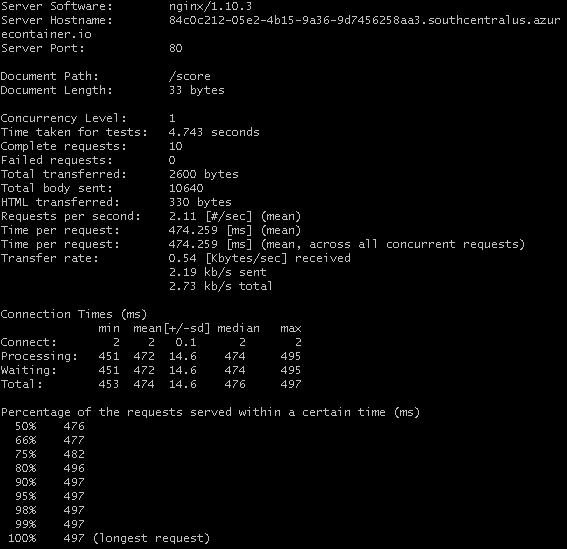 Server Software:        nginx/1.10.3
Server Hostname:        84c0c212-05e2-4b15-9a36-9d7456258aa3.southcentralus.azur
econtainer.io
Server Port:            80

Document Path:          /score
Document Length:        33 bytes

Concurrency Level:      1
Time taken for tests:   4.743 seconds
Complete requests:      10
Failed requests:        0
Total transferred:      2600 bytes
Total body sent:        10640
HTML transferred:       330 bytes
Requests per second:    2.11 [#/sec] (mean)
Time per request:       474.259 [ms] (mean)
Time per request:       474.259 [ms] (mean, across all concurrent requests)
Transfer rate:          0.54 [Kbytes/sec] received
                        2.19 kb/s sent
                        2.73 kb/s total

Connection Times (ms)
              min  mean[+/-sd] median   max
Connect:        2    2   0.1      2       2
Processing:   451  472  14.6    474     495
Waiting:      451  472  14.6    474     495
Total:        453  474  14.6    476     497

Percentage of the requests served within a certain time (ms)
  50%    476
  66%    477
  75%    482
  80%    496
  90%    497
  95%    497
  98%    497
  99%    497
 100%    497 (longest request)